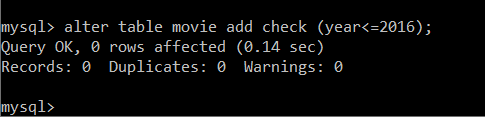 mysql> alter table movie add check (year<=2016);
Query OK, 0 rows affected (0.14 sec)
Records: 0  Duplicates: 0  Warnings: 0
mysql>